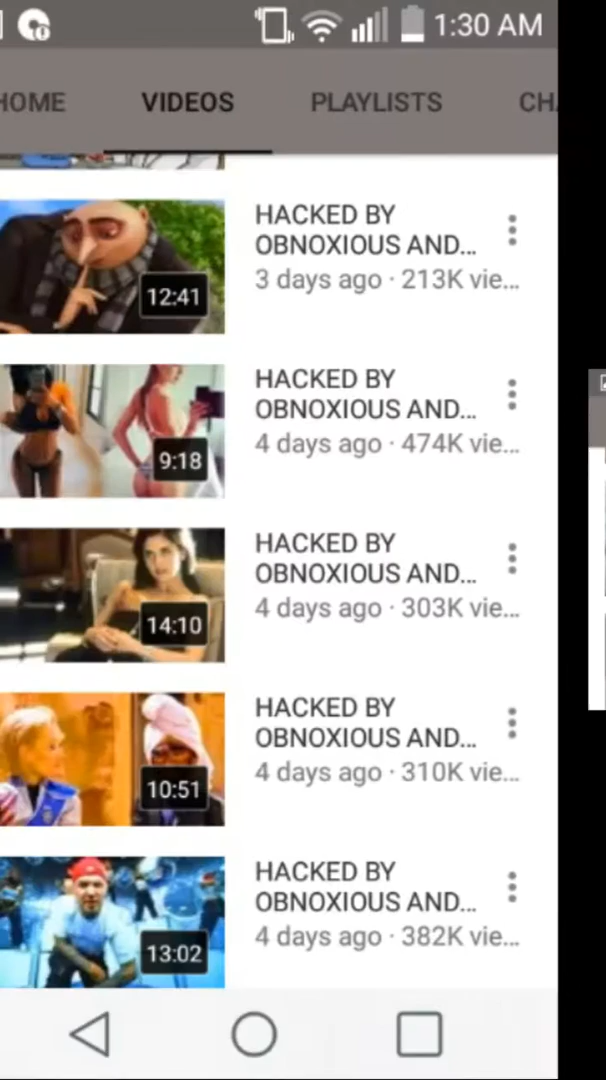 1:30 AM
HOME VIDEOS PLAYLISTS CH
HACKED BY
OBNOXIOUS AND...
3 days ago · 213K vie...
12:41
HACKED BY
OBNOXIOUS AND...
4 days ago · 474K vie...
9:18
HACKED BY
OBNOXIOUS AND...
4 days ago · 303K vie...
14:10
HACKED BY
OBNOXIOUS AND...
4 days ago · 310K vie...
10:51
HACKED BY
OBNOXIOUS AND...
4 days ago · 382K vie...
13:02